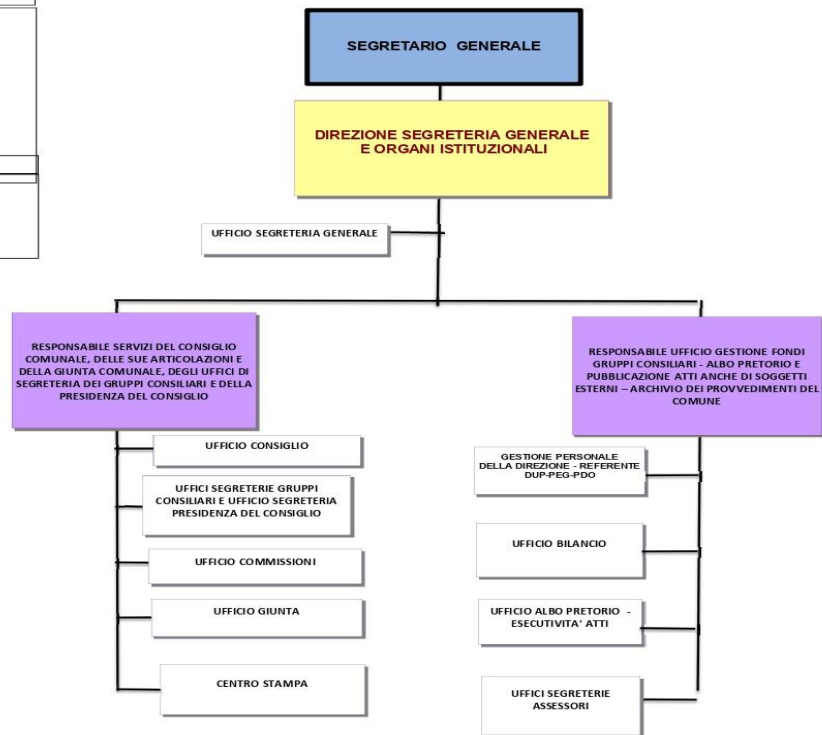 SEGRETARIO GENERALE
DIREZIONE SEGRETERIA GENERALE
E ORGANI ISTITUZIONALI
UFFICIO SEGRETERIA GENERALE
RESPONSABILE SERVIZI DEL CONSIGLIO
COMUNALE, DELLE SUE ARTICOLAZIONI E
DELLA GIUNTA COMUNALE, DEGLI UFFICI DI
SEGRETERIA DEI GRUPPI CONSILIARI E DELLA
PRESIDENZA DEL CONSIGLIO
UFFICIO CONSIGLIO
UFFICI SEGRETERIE GRUPPI
CONSILIARI E UFFICIO SEGRETERIA
PRESIDENZA DEL CONSIGLIO
UFFICIO COMMISSIONI
UFFICIO GIUNTA
CENTRO STAMPA
RESPONSABILE UFFICIO GESTIONE FONDI
GRUPPI CONSILIARI - ALBO PRETORIO E
PUBBLICAZIONE ATTI ANCHE DI SOGGETTI
ESTERNI – ARCHIVIO DEI PROVVEDIMENTI DEL
COMUNE
GESTIONE PERSONALE
DELLA DIREZIONE - REFERENTE
DUP-PEG-PDO
UFFICIO BILANCIO
UFFICIO ALBO PRETORIO -
ESECUTIVITA' ATTI
UFFICI SEGRETERIE
ASSESSORI